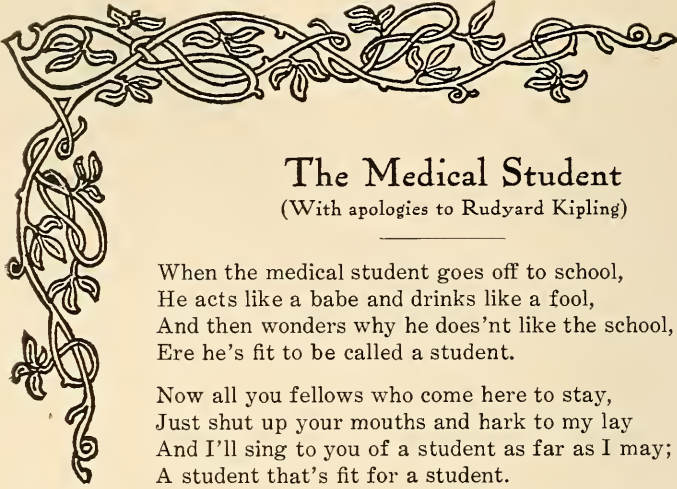 The Medical Student
(With apologies to Rudyard Kipling)
When the medical student goes off to school,
He acts like a babe and drinks like a fool,
And then wonders why he does'nt like the school,
Ere he's fit to be called a student.
Now all you fellows who come here to stay,
Just shut up your mouths and hark to my lay
And I'll sing to you of a student as far as I may;
A student that's fit for a student.